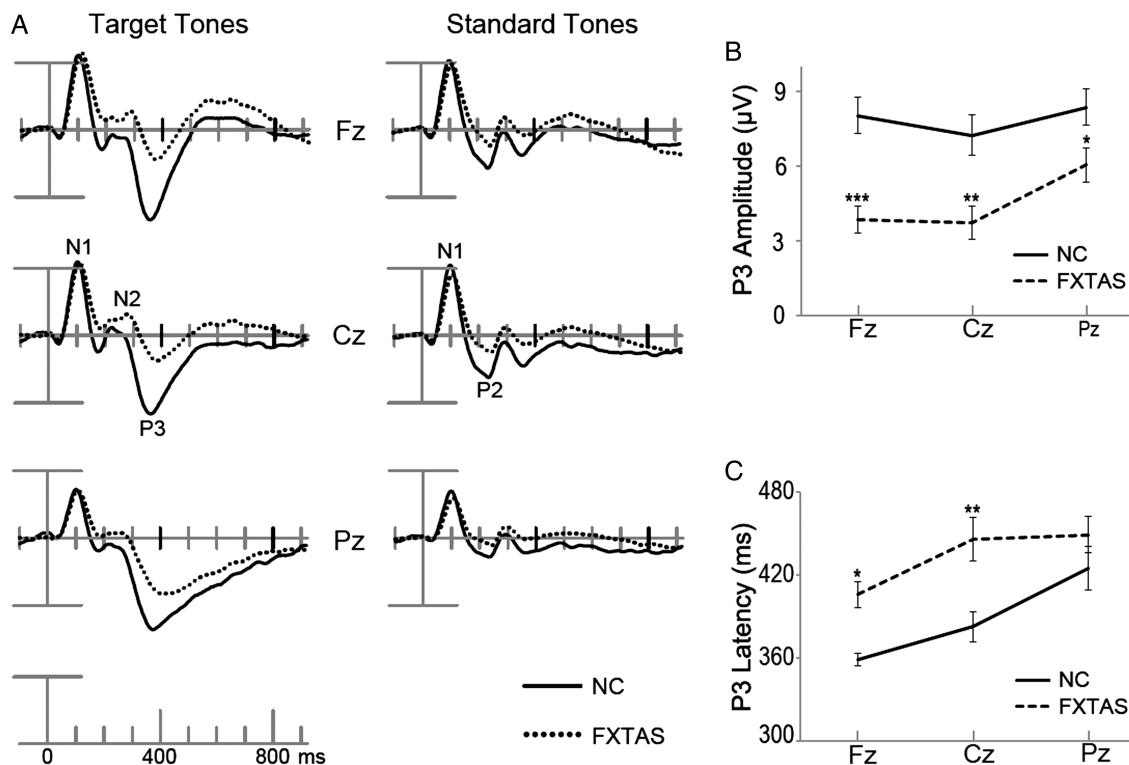 A
Target Tones
Standard Tones
Fz
N1
N2
P3
Cz
N1
P2
Pz
0
400
800 ms
NC
FXTAS
B
P3 Amplitude (μV)
9
6
3
0
***
**
*
NC
FXTAS
Fz
Cz
Pz
C
P3 Latency (ms)
480
420
360
300
*
**
NC
FXTAS
Fz
Cz
Pz